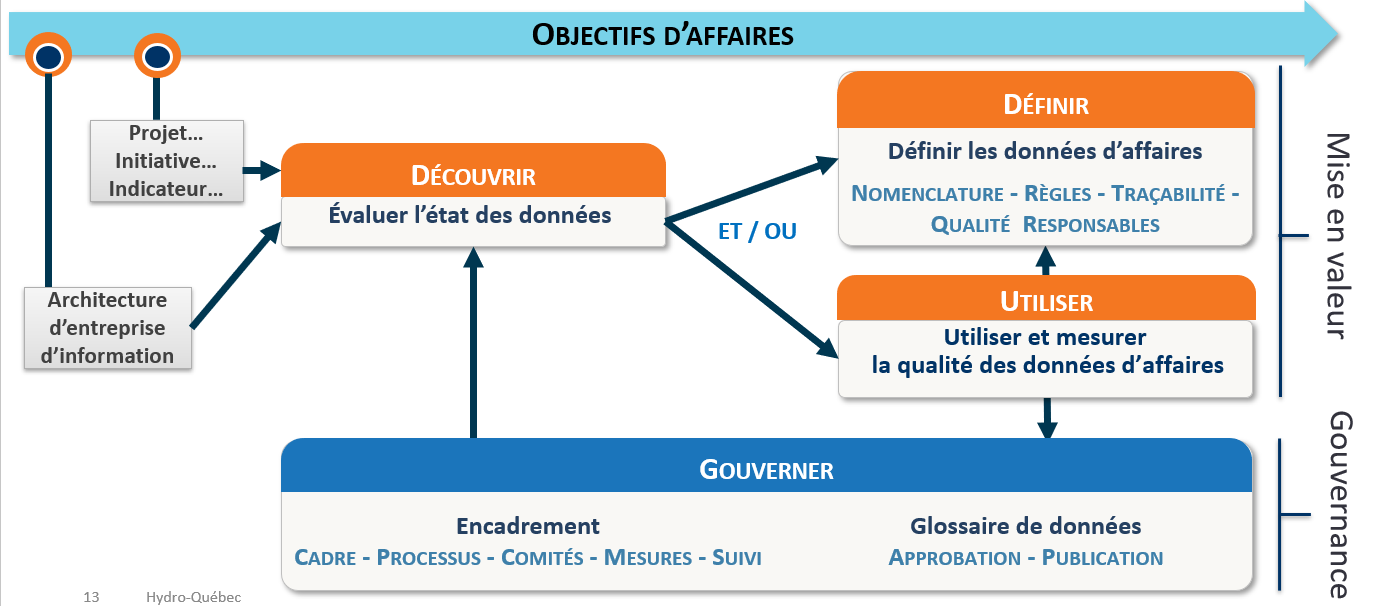 OBJECTIFS D'AFFAIRES
Projet…
Initiative…
Indicateur…
Architecture
d'entreprise
d'information
DÉCOUVRIR
Évaluer l'état des données
ET / OU
DÉFINIR
Définir les données d'affaires
NOMENCLATURE - RÈGLES - TRAÇABILITÉ -
QUALITÉ RESPONSABLES
UTILISER
Utiliser et mesurer
la qualité des données d'affaires
Mise en valeur
GOUVERNER
Encadrement
CADRE - PROCESSUS - COMITÉS - MESURES - SUIVI
Glossaire de données
APPROBATION - PUBLICATION
Gouvernance
13
Hydro-Québec